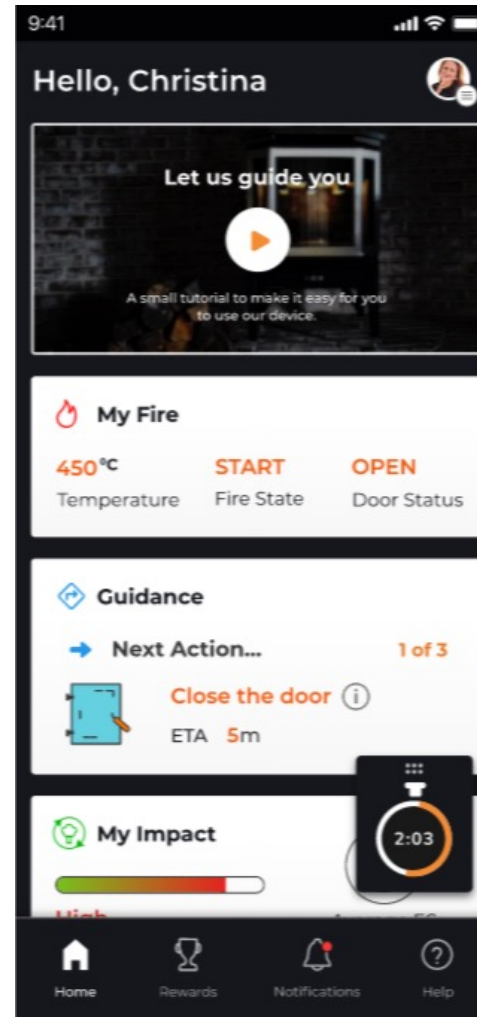 9:41
Hello, Christina
Let us guide you
A small tutorial to make it easy for you
to use our device.
My Fire
450°C START OPEN
Temperature Fire State Door Status
Guidance
Next Action... 1 of 3
Close the door i
ETA 5m
My Impact
2:03
High
Home Rewards Notifications Help
?